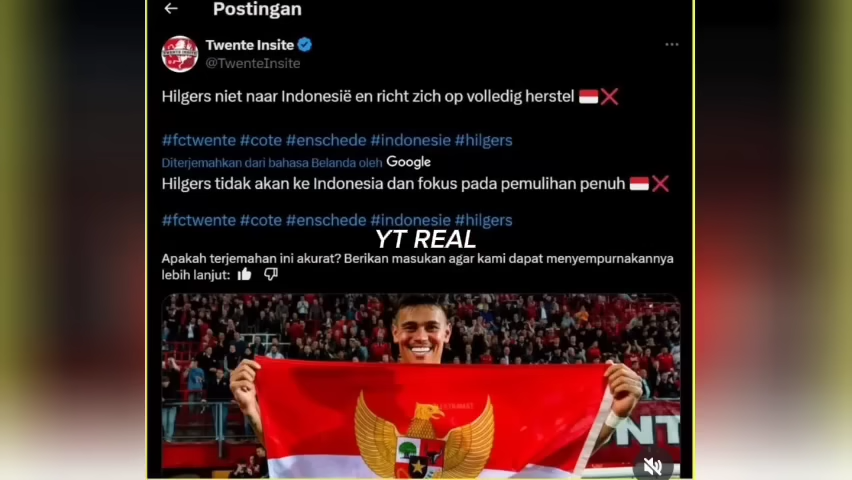 Postingan
Twente Insite
@TwenteInsite
Hilgers niet naar Indonesië en richt zich op volledig herstel 🇮🇩❌
#fctwente #cote #enschede #indonesie #hilgers
Diterjemahkan dari bahasa Belanda oleh Google
Hilgers tidak akan ke Indonesia dan fokus pada pemulihan penuh 🇮🇩❌
#fctwente #cote #enschede #indonesie #hilgers
YT REAL
Apakah terjemahan ini akurat? Berikan masukan agar kami dapat menyempurnakannya
lebih lanjut:
NT